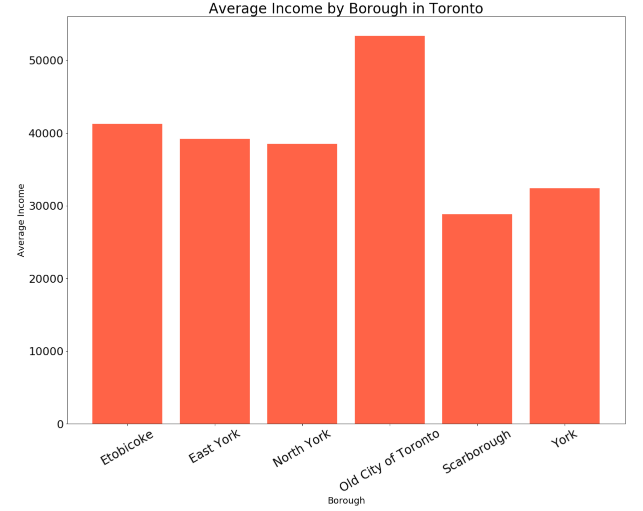 Average Income by Borough in Toronto
Average Income
50000
40000
30000
20000
10000
0
Etobicoke
East York
North York
Old City of Toronto
Scarborough
York
Borough